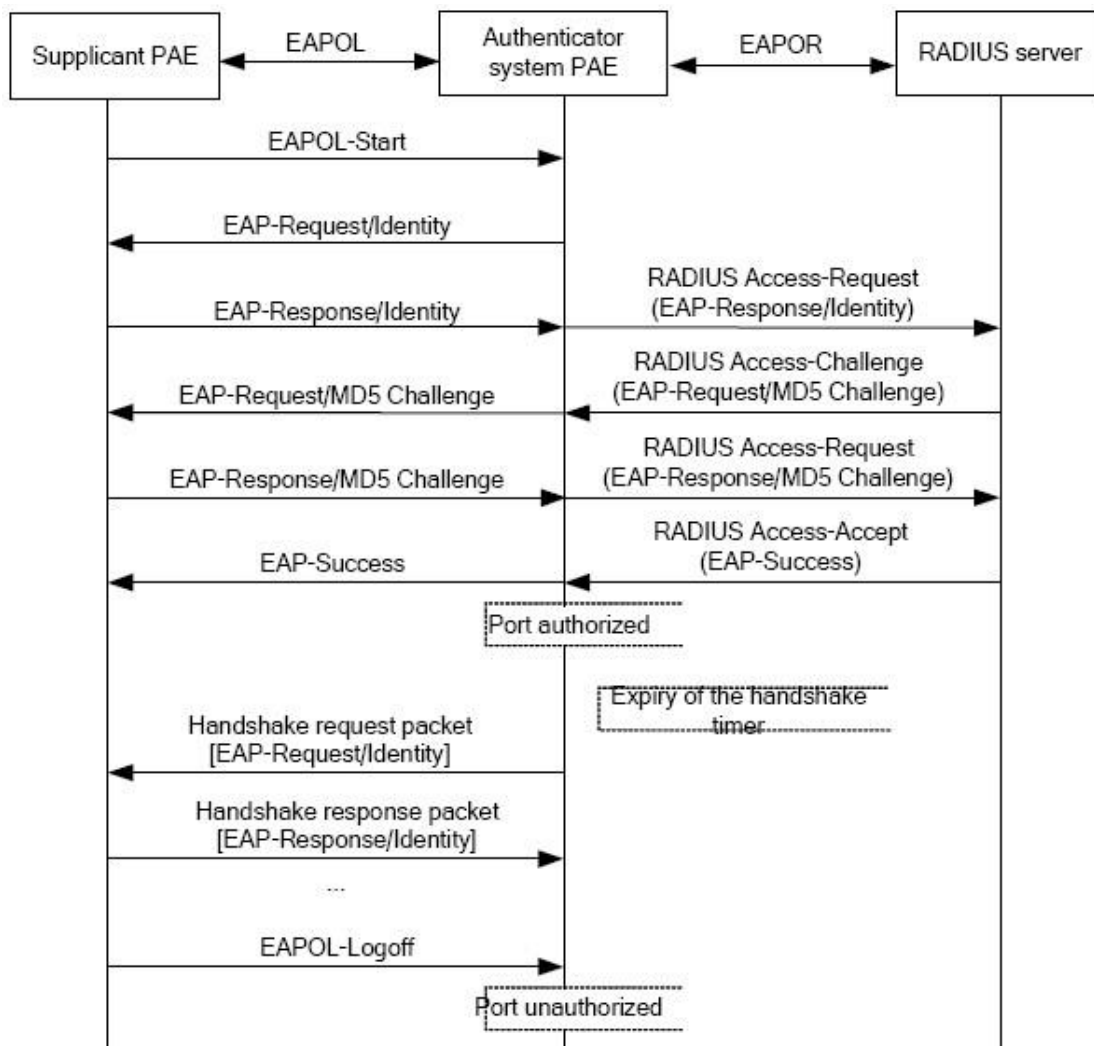 Supplicant PAE
EAPOL
Authenticator
system PAE
EAPOR
RADIUS server
EAPOL-Start
EAP-Request/Identity
EAP-Response/Identity
RADIUS Access-Request
(EAP-Response/Identity)
EAP-Request/MD5 Challenge
RADIUS Access-Challenge
(EAP-Request/MD5 Challenge)
EAP-Response/MD5 Challenge
RADIUS Access-Request
(EAP-Response/MD5 Challenge)
EAP-Success
RADIUS Access-Accept
(EAP-Success)
Port authorized
Expiry of the handshake
timer
Handshake request packet
[EAP-Request/Identity]
Handshake response packet
[EAP-Response/Identity]
...
EAPOL-Logoff
Port unauthorized